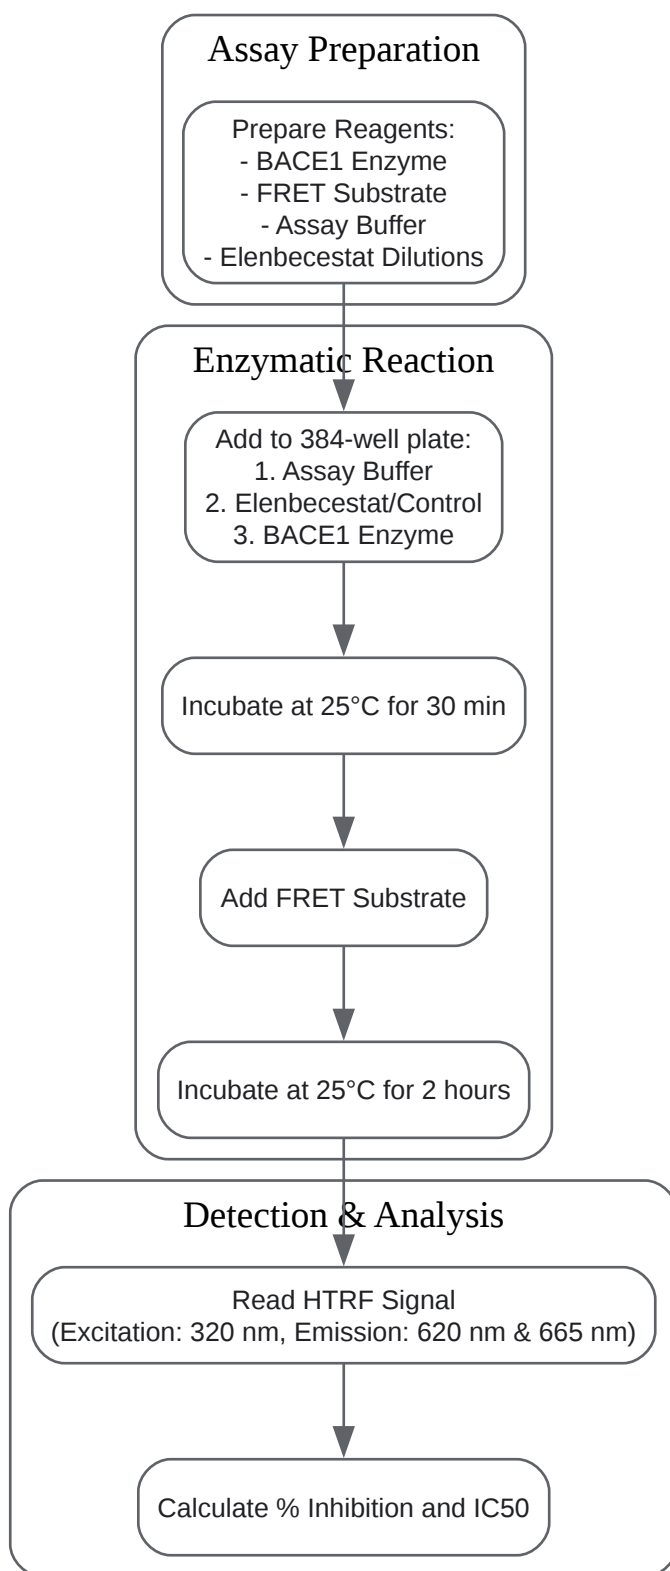 Assay Preparation
Prepare Reagents:
- BACE1 Enzyme
- FRET Substrate
- Assay Buffer
- Elenbecestat Dilutions
Enzymatic Reaction
Add to 384-well plate:
1. Assay Buffer
2. Elenbecestat/Control
3. BACE1 Enzyme
Incubate at 25°C for 30 min
Add FRET Substrate
Incubate at 25°C for 2 hours
Detection & Analysis
Read HTRF Signal
(Excitation: 320 nm, Emission: 620 nm & 665 nm)
Calculate % Inhibition and IC50